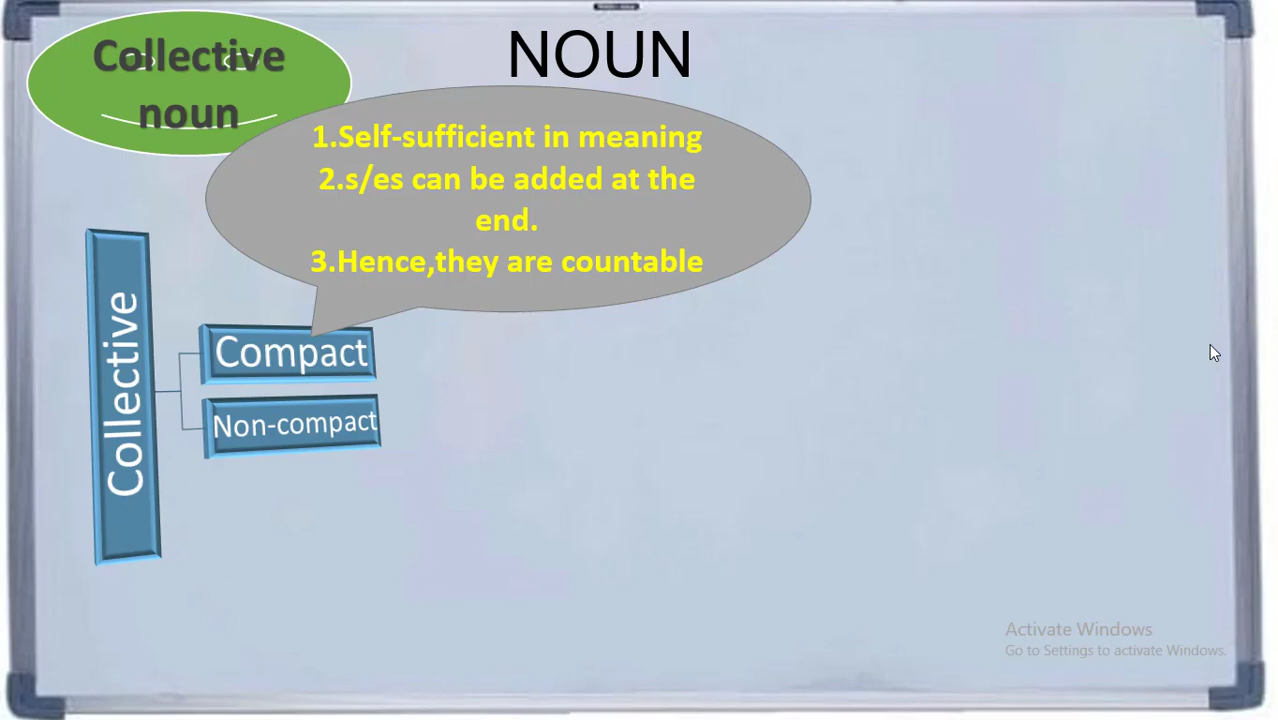 Collective
noun
NOUN
1.Self-sufficient in meaning
2.s/es can be added at the
end.
3.Hence,they are countable
Collective
Compact
Non-compact
Activate Windows
Go to Settings to activate Windows.